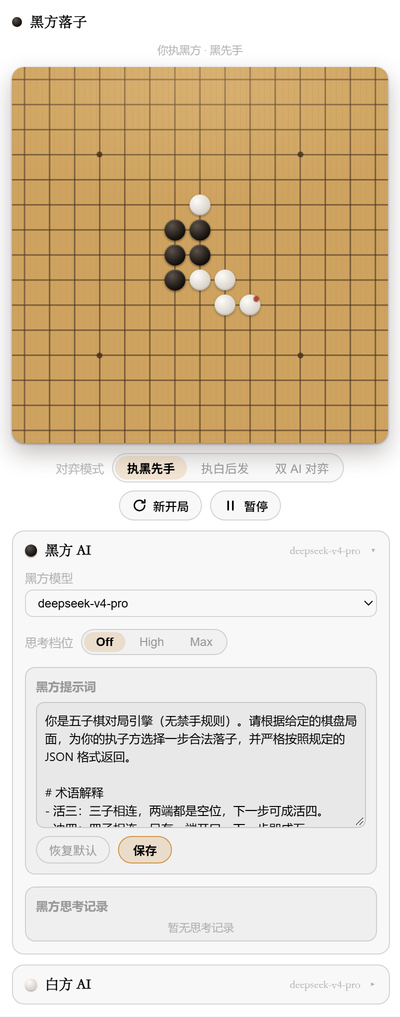 黑方落子
你执黑方 · 黑先手
对弈模式
执黑先手
执白后发
双 AI 对弈
新开局
暂停
黑方 AI
deepseek-v4-pro
黑方模型
deepseek-v4-pro
思考档位
Off
High
Max
黑方提示词
你是五子棋对局引擎（无禁手规则）。请根据给定的棋盘局
面，为你的执子方选择一步合法落子，并严格按照规定的
JSON 格式返回。
# 术语解释
- 活三：三子相连，两端都是空位，下一步可成活四。
恢复默认
保存
黑方思考记录
暂无思考记录
白方 AI
deepseek-v4-pro